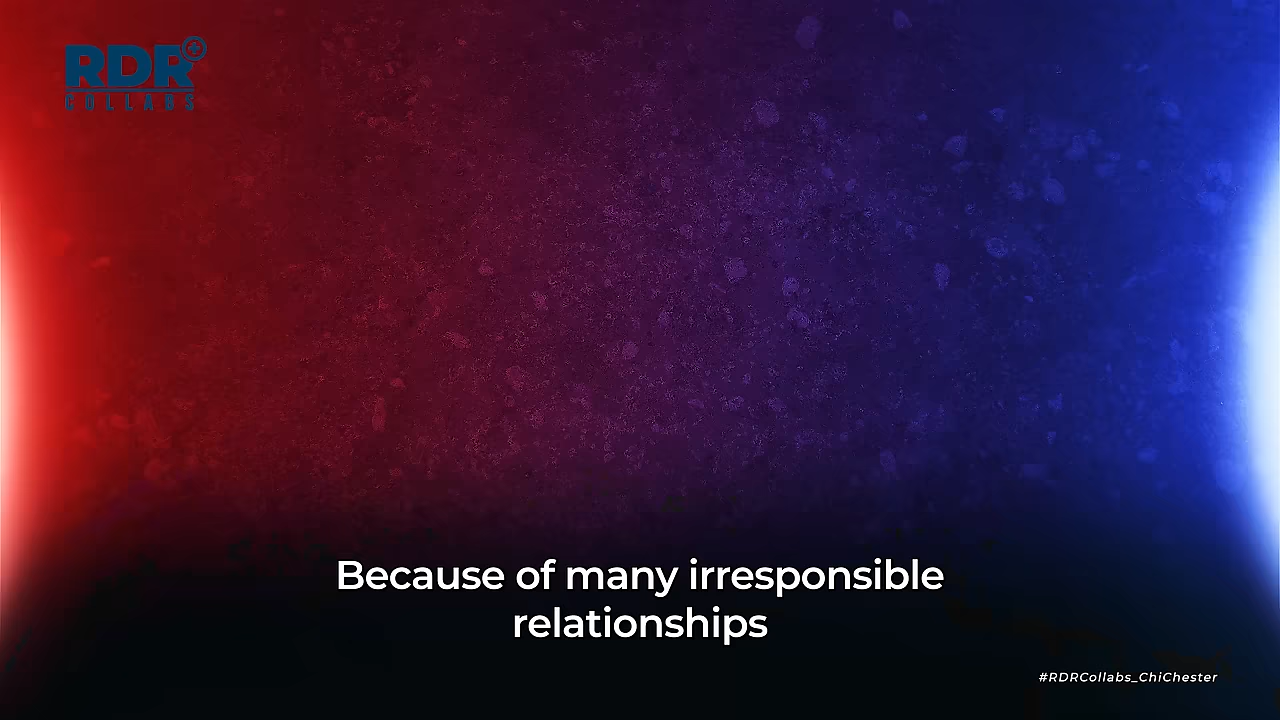 RDR
COLLABS
Because of many irresponsible
relationships
#RDRCollabs_ChiChester